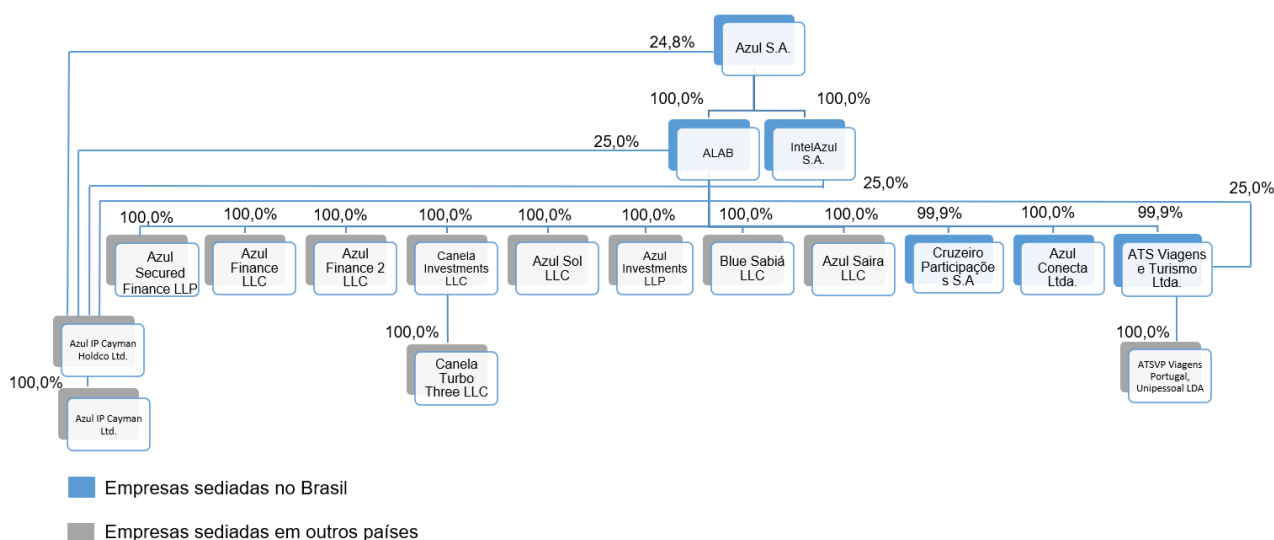 24,8%
Azul S.A.
100,0%
100,0%
25,0%
ALAB
IntelAzul
S.A.
25,0%
25,0%
100,0%
100,0%
100,0%
100,0%
100,0%
100,0%
100,0%
100,0%
99,9%
100,0%
99,9%
Azul
Secured
Finance LLP
Azul
Finance
LLC
Azul
Finance 2
LLC
Canela
Investments
LLC
Azul Sol
LLC
Azul
Investments
LLP
Blue Sabiá
LLC
Azul Saira
LLC
Cruzeiro
Participaçõe
s S.A
Azul
Conecta
Ltda.
ATS Viagens
e Turismo
Ltda.
Azul IP Cayman
Holdco Ltd.
100,0%
Canela
Turbo
Three LLC
100,0%
ATSVP Viagens
Portugal,
Unipessoal LDA
100,0%
Azul IP Cayman
Ltd.
Empresas sediadas no Brasil
Empresas sediadas em outros países